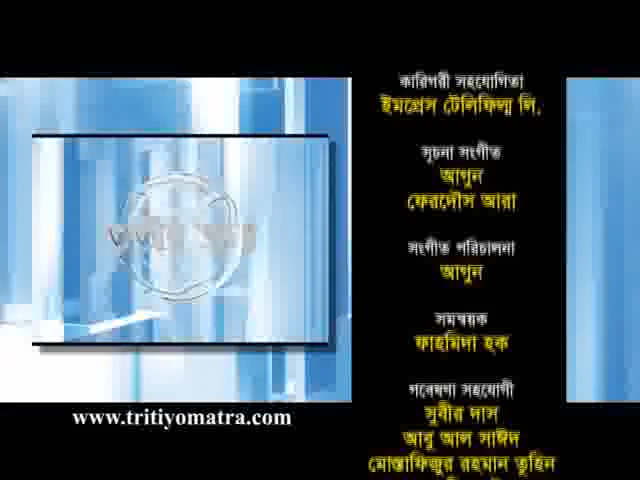 কারিগরী সহযোগিতা
ইমপ্রেস টেলিফিল্ম লি.
সূচনা সংগীত
আগুন
ফেরদৌস আরা
সংগীত পরিচালনা
আগুন
সমন্বয়ক
ফাহমিদা হক
গবেষণা সহযোগী
সুবীর দাস
আবু আল সাঈদ
মোস্তাফিজুর রহমান তুহিন
www.tritiyomatra.com